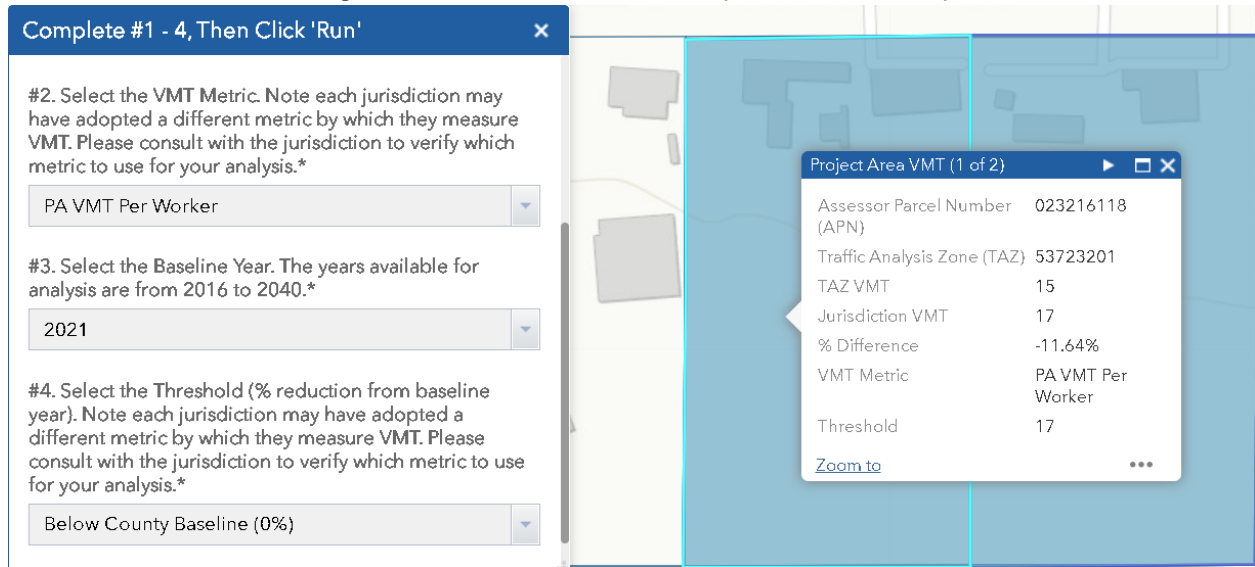 Complete #1 - 4, Then Click 'Run'
#2. Select the VMT Metric. Note each jurisdiction may
have adopted a different metric by which they measure
VMT. Please consult with the jurisdiction to verify which
metric to use for your analysis.*
PA VMT Per Worker
#3. Select the Baseline Year. The years available for
analysis are from 2016 to 2040.*
2021
#4. Select the Threshold (% reduction from baseline
year). Note each jurisdiction may have adopted a
different metric by which they measure VMT. Please
consult with the jurisdiction to verify which metric to use
for your analysis.*
Below County Baseline (0%)
Project Area VMT (1 of 2)
Assessor Parcel Number 023216118
(APN)
Traffic Analysis Zone (TAZ) 53723201
TAZ VMT 15
Jurisdiction VMT 17
% Difference -11.64%
VMT Metric PA VMT Per
Worker
Threshold 17
Zoom to